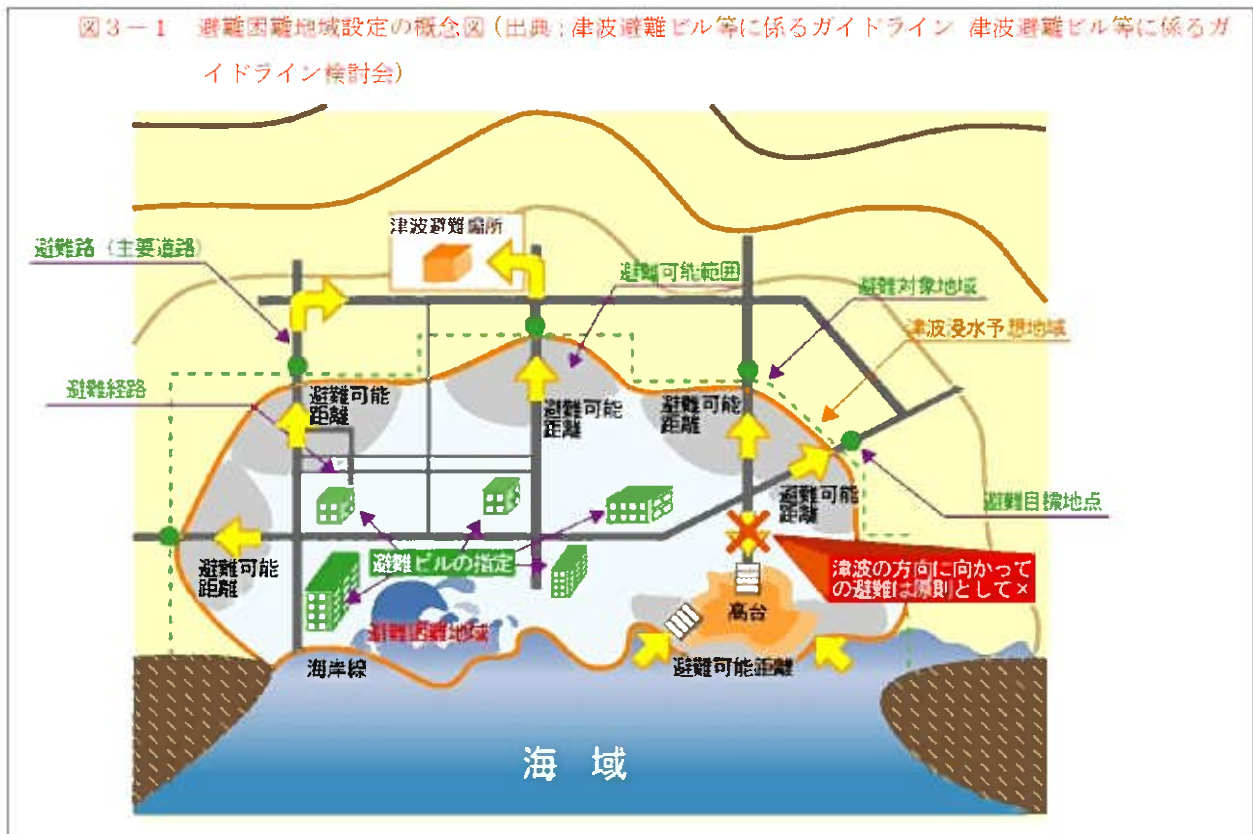 図3－1 避難困難地域設定の概念図(出典:津波避難ビル等に係るガイドライン 津波避難ビル等に係るガ
イドライン検討会)
津波避難場所
避難路（主要道路）
避難可能範囲
避難対象地域
津波浸水予想地域
避難経路
避難可能
距離
避難可能
距離
避難可能
距離
避難可能
距離
避難目標地点
避難可能
距離
避難ビルの指定
津波の方向に向かって
の避難は原則として×
高台
避難困難地域
海岸線
避難可能距離
海 域